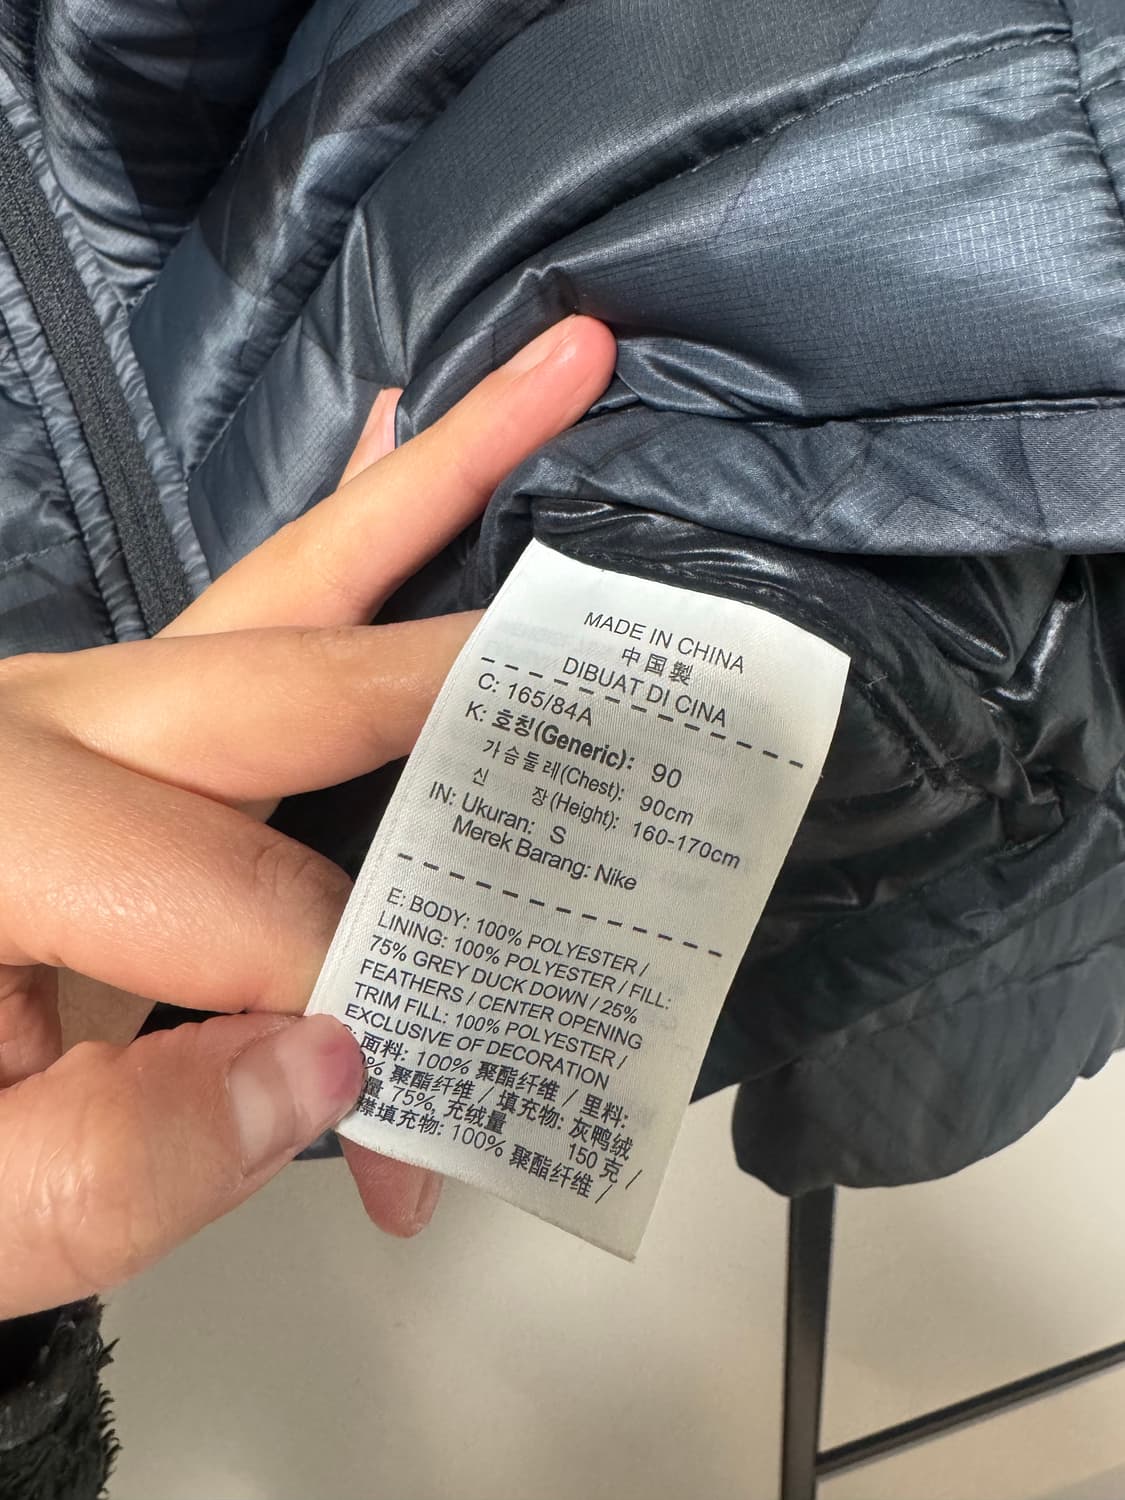 MADE IN CHINA
中国製
DIBUAT DI CINA
C: 165/84A
K: 호칭(Generic): 90
가슴둘레(Chest): 90cm
신 장(Height): 160-170cm
IN: Ukuran: S
Merek Barang: Nike
E: BODY: 100% POLYESTER /
LINING: 100% POLYESTER / FILL:
75% GREY DUCK DOWN / 25%
FEATHERS / CENTER OPENING
TRIM FILL: 100% POLYESTER /
EXCLUSIVE OF DECORATION
面料: 100% 聚酯纤维 / 里料:
% 聚酯纤维 / 填充物: 灰鸭绒
量 75%, 充绒量 150 克 /
襟填充物: 100% 聚酯纤维 /